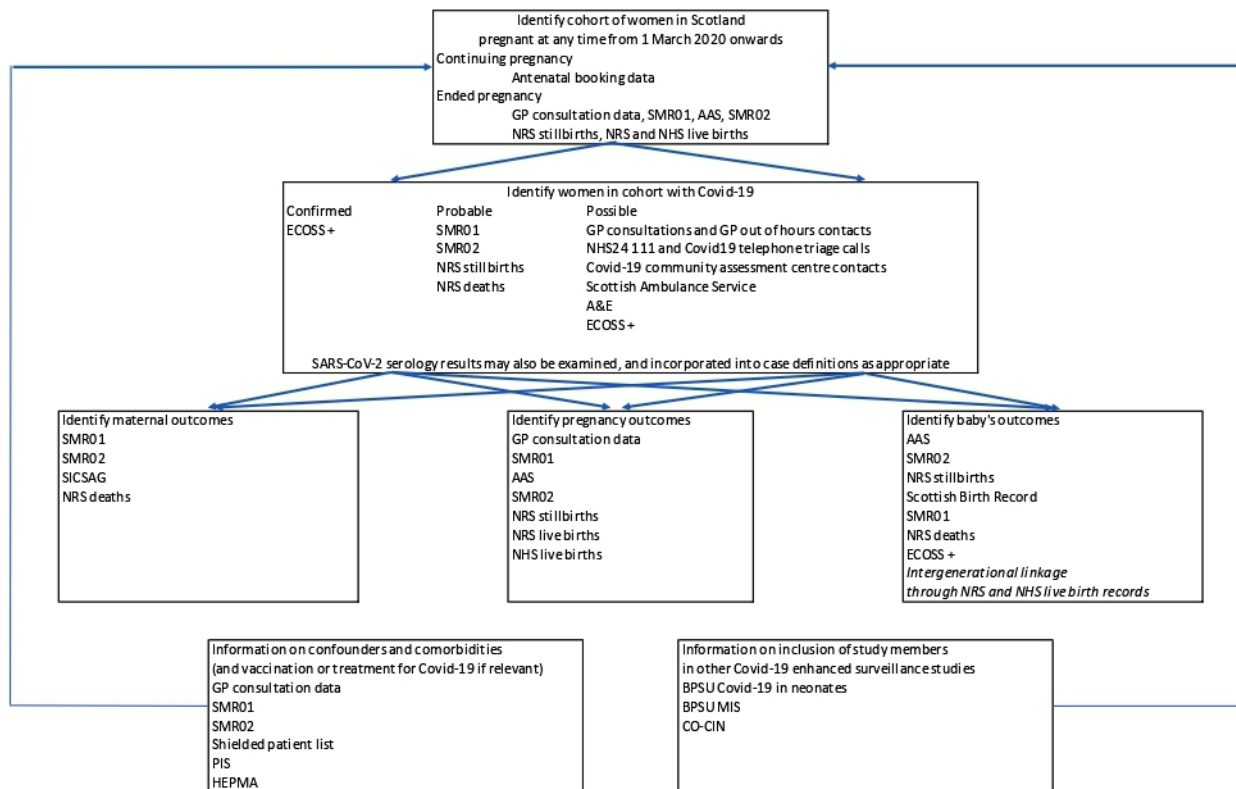 Identify cohort of women in Scotland
pregnant at any time from 1 March 2020 onwards
Continuing pregnancy
Antenatal booking data
Ended pregnancy
GP consultation data, SMR01, AAS, SMR02
NRS stillbirths, NRS and NHS live births
Identify women in cohort with Covid-19
Confirmed
ECOSS +
Probable
SMR01
SMR02
NRS stillbirths
NRS deaths
Possible
GP consultations and GP out of hours contacts
NHS24 111 and Covid19 telephone triage calls
Covid-19 community assessment centre contacts
Scottish Ambulance Service
A&E
ECOSS +
SARS-CoV-2 serology results may also be examined, and incorporated into case definitions as appropriate
Identify maternal outcomes
SMR01
SMR02
SICSAG
NRS deaths
Identify pregnancy outcomes
GP consultation data
SMR01
AAS
SMR02
NRS stillbirths
NRS live births
NHS live births
Identify baby's outcomes
AAS
SMR02
NRS stillbirths
Scottish Birth Record
SMR01
NRS deaths
ECOSS +
Intergenerational linkage
through NRS and NHS live birth records
Information on confounders and comorbidities
(and vaccination or treatment for Covid-19 if relevant)
GP consultation data
SMR01
SMR02
Shielded patient list
PIS
HEPMA
Information on inclusion of study members
in other Covid-19 enhanced surveillance studies
BPSU Covid-19 in neonates
BPSU MIS
CO-CIN